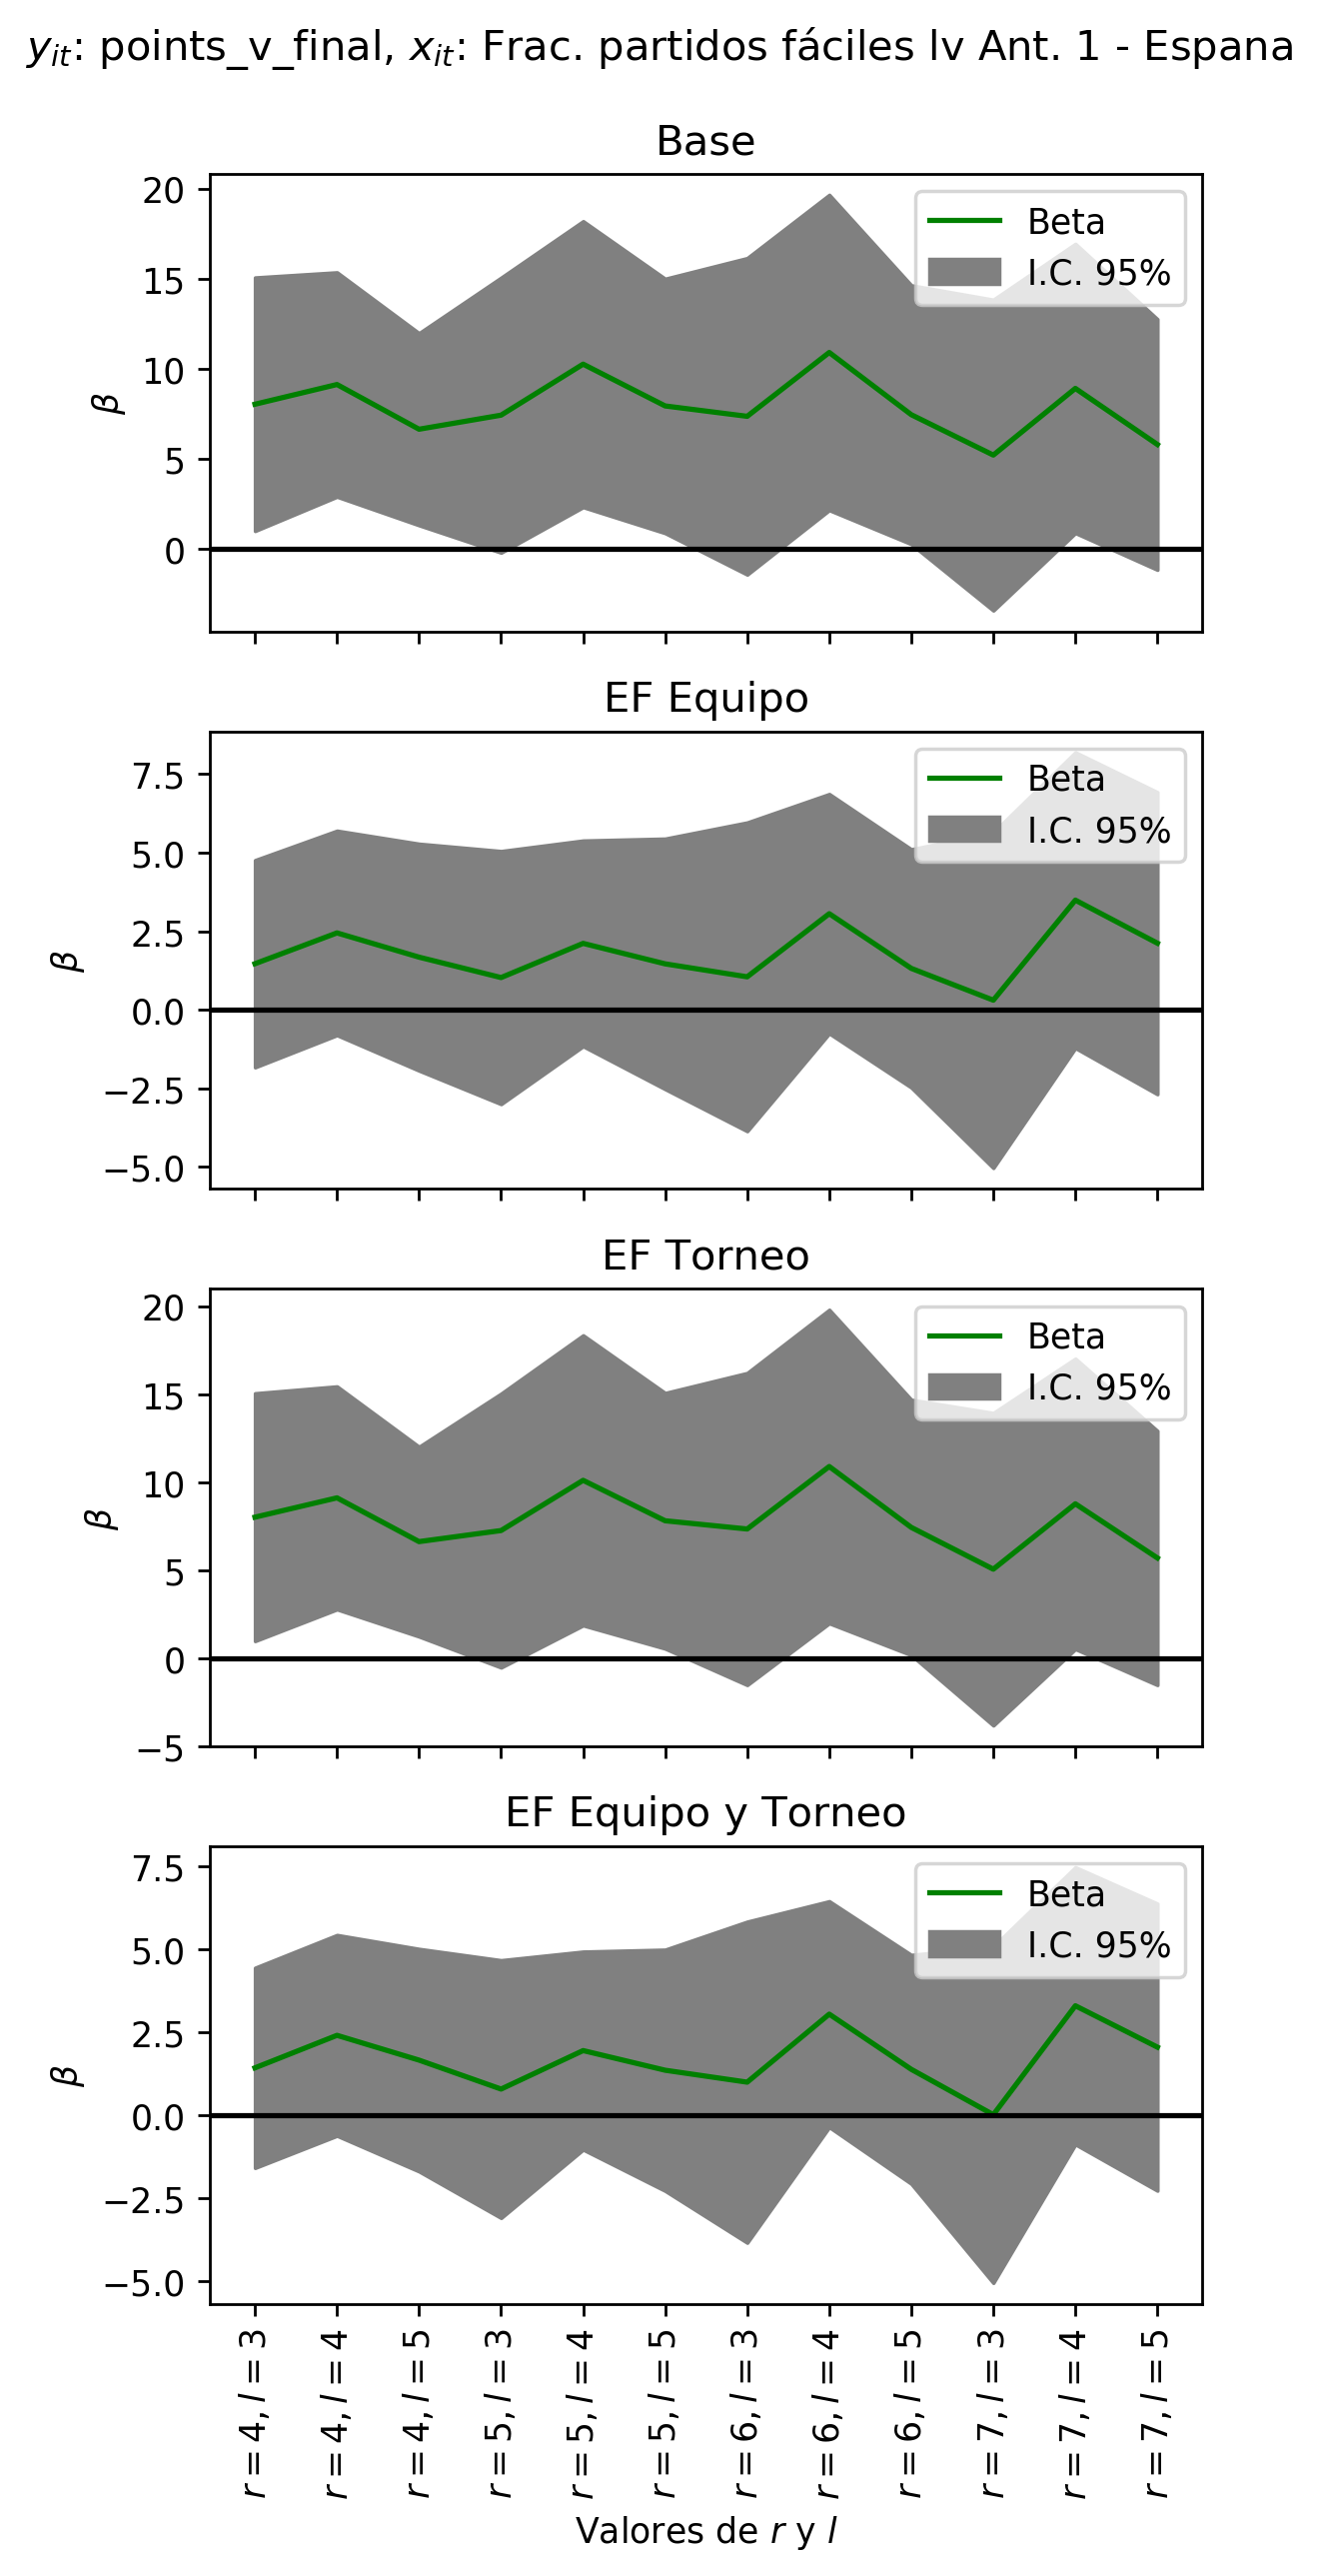 y_it: points_v_final, x_it: Frac. partidos fáciles lv Ant. 1 - Espana
Base
20
15
10
5
0
β
Beta
I.C. 95%
EF Equipo
7.5
5.0
2.5
0.0
−2.5
−5.0
β
Beta
I.C. 95%
EF Torneo
20
15
10
5
0
−5
β
Beta
I.C. 95%
EF Equipo y Torneo
7.5
5.0
2.5
0.0
−2.5
−5.0
β
Beta
I.C. 95%
r = 4, l = 3
r = 4, l = 4
r = 4, l = 5
r = 5, l = 3
r = 5, l = 4
r = 5, l = 5
r = 6, l = 3
r = 6, l = 4
r = 6, l = 5
r = 7, l = 3
r = 7, l = 4
r = 7, l = 5
Valores de r y l